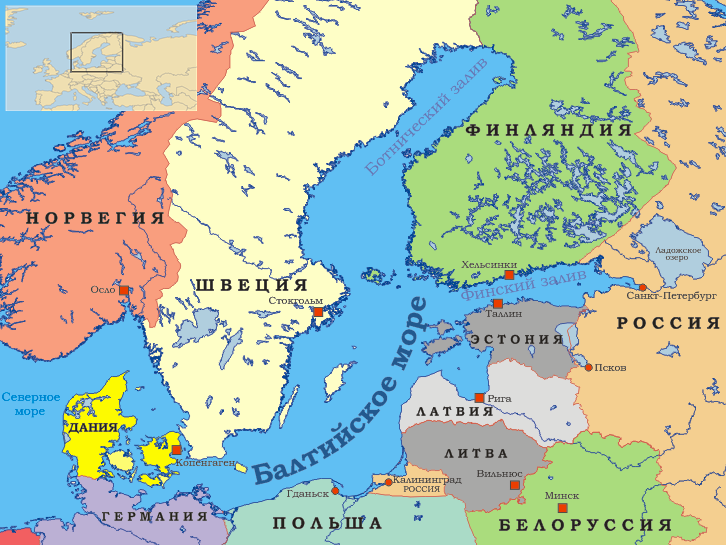 Ботнический залив
ФИНЛЯНДИЯ
НОРВЕГИЯ
Ладожское
озеро
Хельсинки
ШВЕЦИЯ
Осло
Стокгольм
Финский залив
Санкт-Петербург
Таллин
РОССИЯ
ЭСТОНИЯ
Псков
Северное
море
Балтийское море
Рига
ЛАТВИЯ
ДАНИЯ
ЛИТВА
Копенгаген
Вильнюс
Калининград
РОССИЯ
Гданьск
Минск
ГЕРМАНИЯ
ПОЛЬША
БЕЛОРУССИЯ